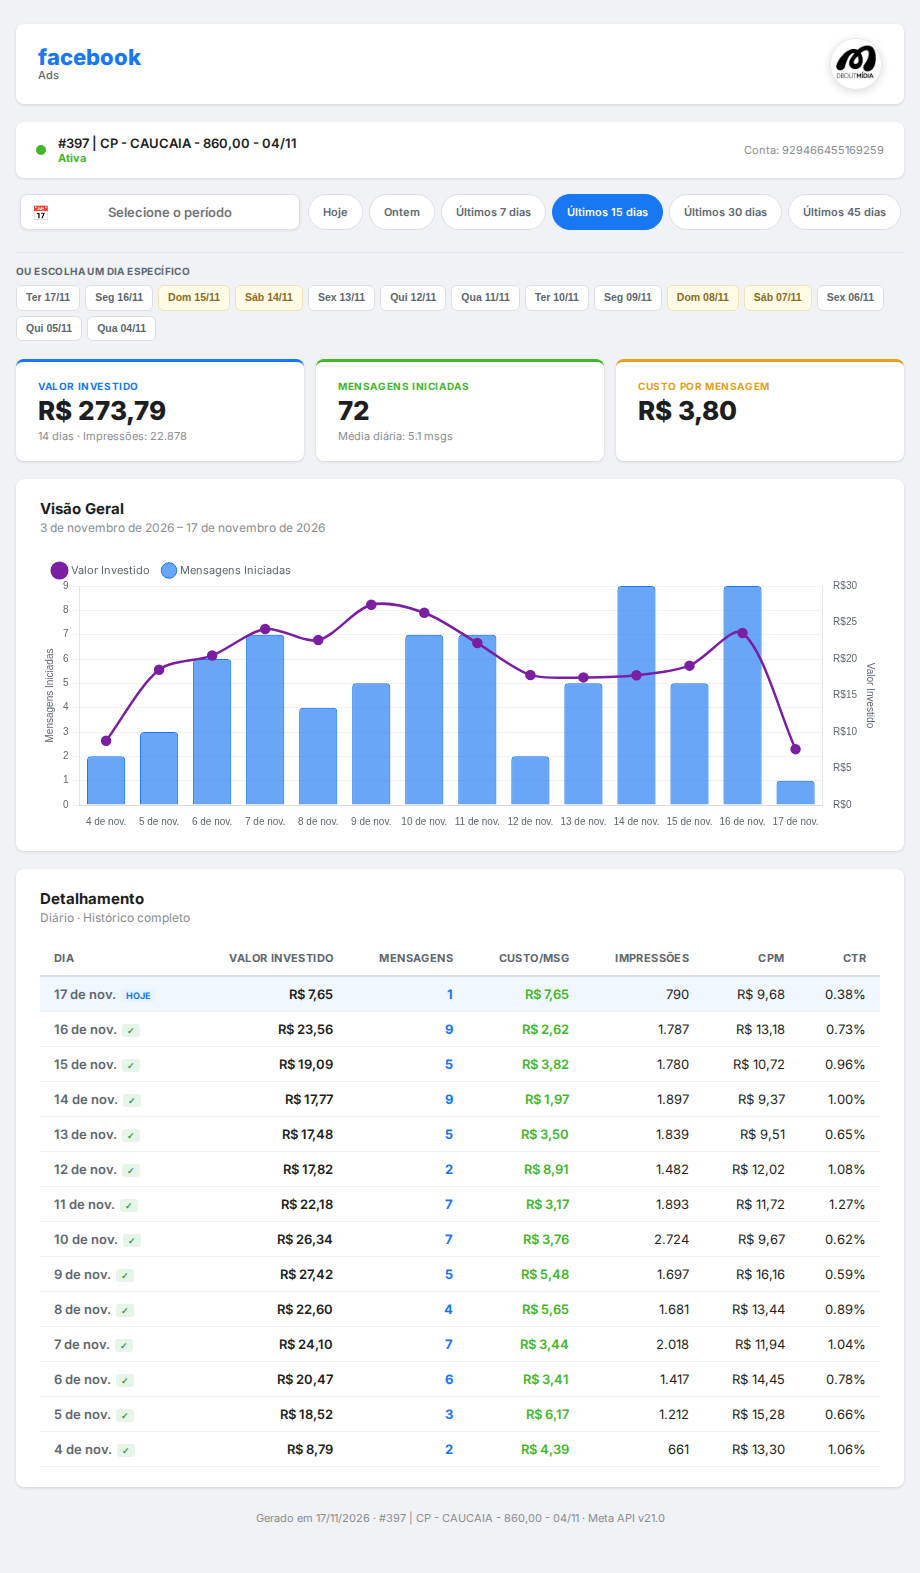 facebook
Ads
DBOUTMÍDIA
#397 | CP - CAUCAIA - 860,00 - 04/11
Ativa
Conta: 929466455169259
📅 Selecione o período
Hoje
Ontem
Últimos 7 dias
Últimos 15 dias
Últimos 30 dias
Últimos 45 dias
OU ESCOLHA UM DIA ESPECÍFICO
Ter 17/11
Seg 16/11
Dom 15/11
Sáb 14/11
Sex 13/11
Qui 12/11
Qua 11/11
Ter 10/11
Seg 09/11
Dom 08/11
Sáb 07/11
Sex 06/11
Qui 05/11
Qua 04/11
VALOR INVESTIDO
R$ 273,79
14 dias · Impressões: 22.878
MENSAGENS INICIADAS
72
Média diária: 5.1 msgs
CUSTO POR MENSAGEM
R$ 3,80
Visão Geral
3 de novembro de 2026 – 17 de novembro de 2026
Valor Investido
Mensagens Iniciadas
Mensagens Iniciadas
9
8
7
6
5
4
3
2
1
0
R$30
R$25
R$20
R$15
R$10
R$5
R$0
Valor Investido
4 de nov. 5 de nov. 6 de nov. 7 de nov. 8 de nov. 9 de nov. 10 de nov. 11 de nov. 12 de nov. 13 de nov. 14 de nov. 15 de nov. 16 de nov. 17 de nov.
Detalhamento
Diário · Histórico completo
DIA VALOR INVESTIDO MENSAGENS CUSTO/MSG IMPRESSÕES CPM CTR
17 de nov. HOJE R$ 7,65 1 R$ 7,65 790 R$ 9,68 0.38%
16 de nov. ✓ R$ 23,56 9 R$ 2,62 1.787 R$ 13,18 0.73%
15 de nov. ✓ R$ 19,09 5 R$ 3,82 1.780 R$ 10,72 0.96%
14 de nov. ✓ R$ 17,77 9 R$ 1,97 1.897 R$ 9,37 1.00%
13 de nov. ✓ R$ 17,48 5 R$ 3,50 1.839 R$ 9,51 0.65%
12 de nov. ✓ R$ 17,82 2 R$ 8,91 1.482 R$ 12,02 1.08%
11 de nov. ✓ R$ 22,18 7 R$ 3,17 1.893 R$ 11,72 1.27%
10 de nov. ✓ R$ 26,34 7 R$ 3,76 2.724 R$ 9,67 0.62%
9 de nov. ✓ R$ 27,42 5 R$ 5,48 1.697 R$ 16,16 0.59%
8 de nov. ✓ R$ 22,60 4 R$ 5,65 1.681 R$ 13,44 0.89%
7 de nov. ✓ R$ 24,10 7 R$ 3,44 2.018 R$ 11,94 1.04%
6 de nov. ✓ R$ 20,47 6 R$ 3,41 1.417 R$ 14,45 0.78%
5 de nov. ✓ R$ 18,52 3 R$ 6,17 1.212 R$ 15,28 0.66%
4 de nov. ✓ R$ 8,79 2 R$ 4,39 661 R$ 13,30 1.06%
Gerado em 17/11/2026 · #397 | CP - CAUCAIA - 860,00 - 04/11 · Meta API v21.0